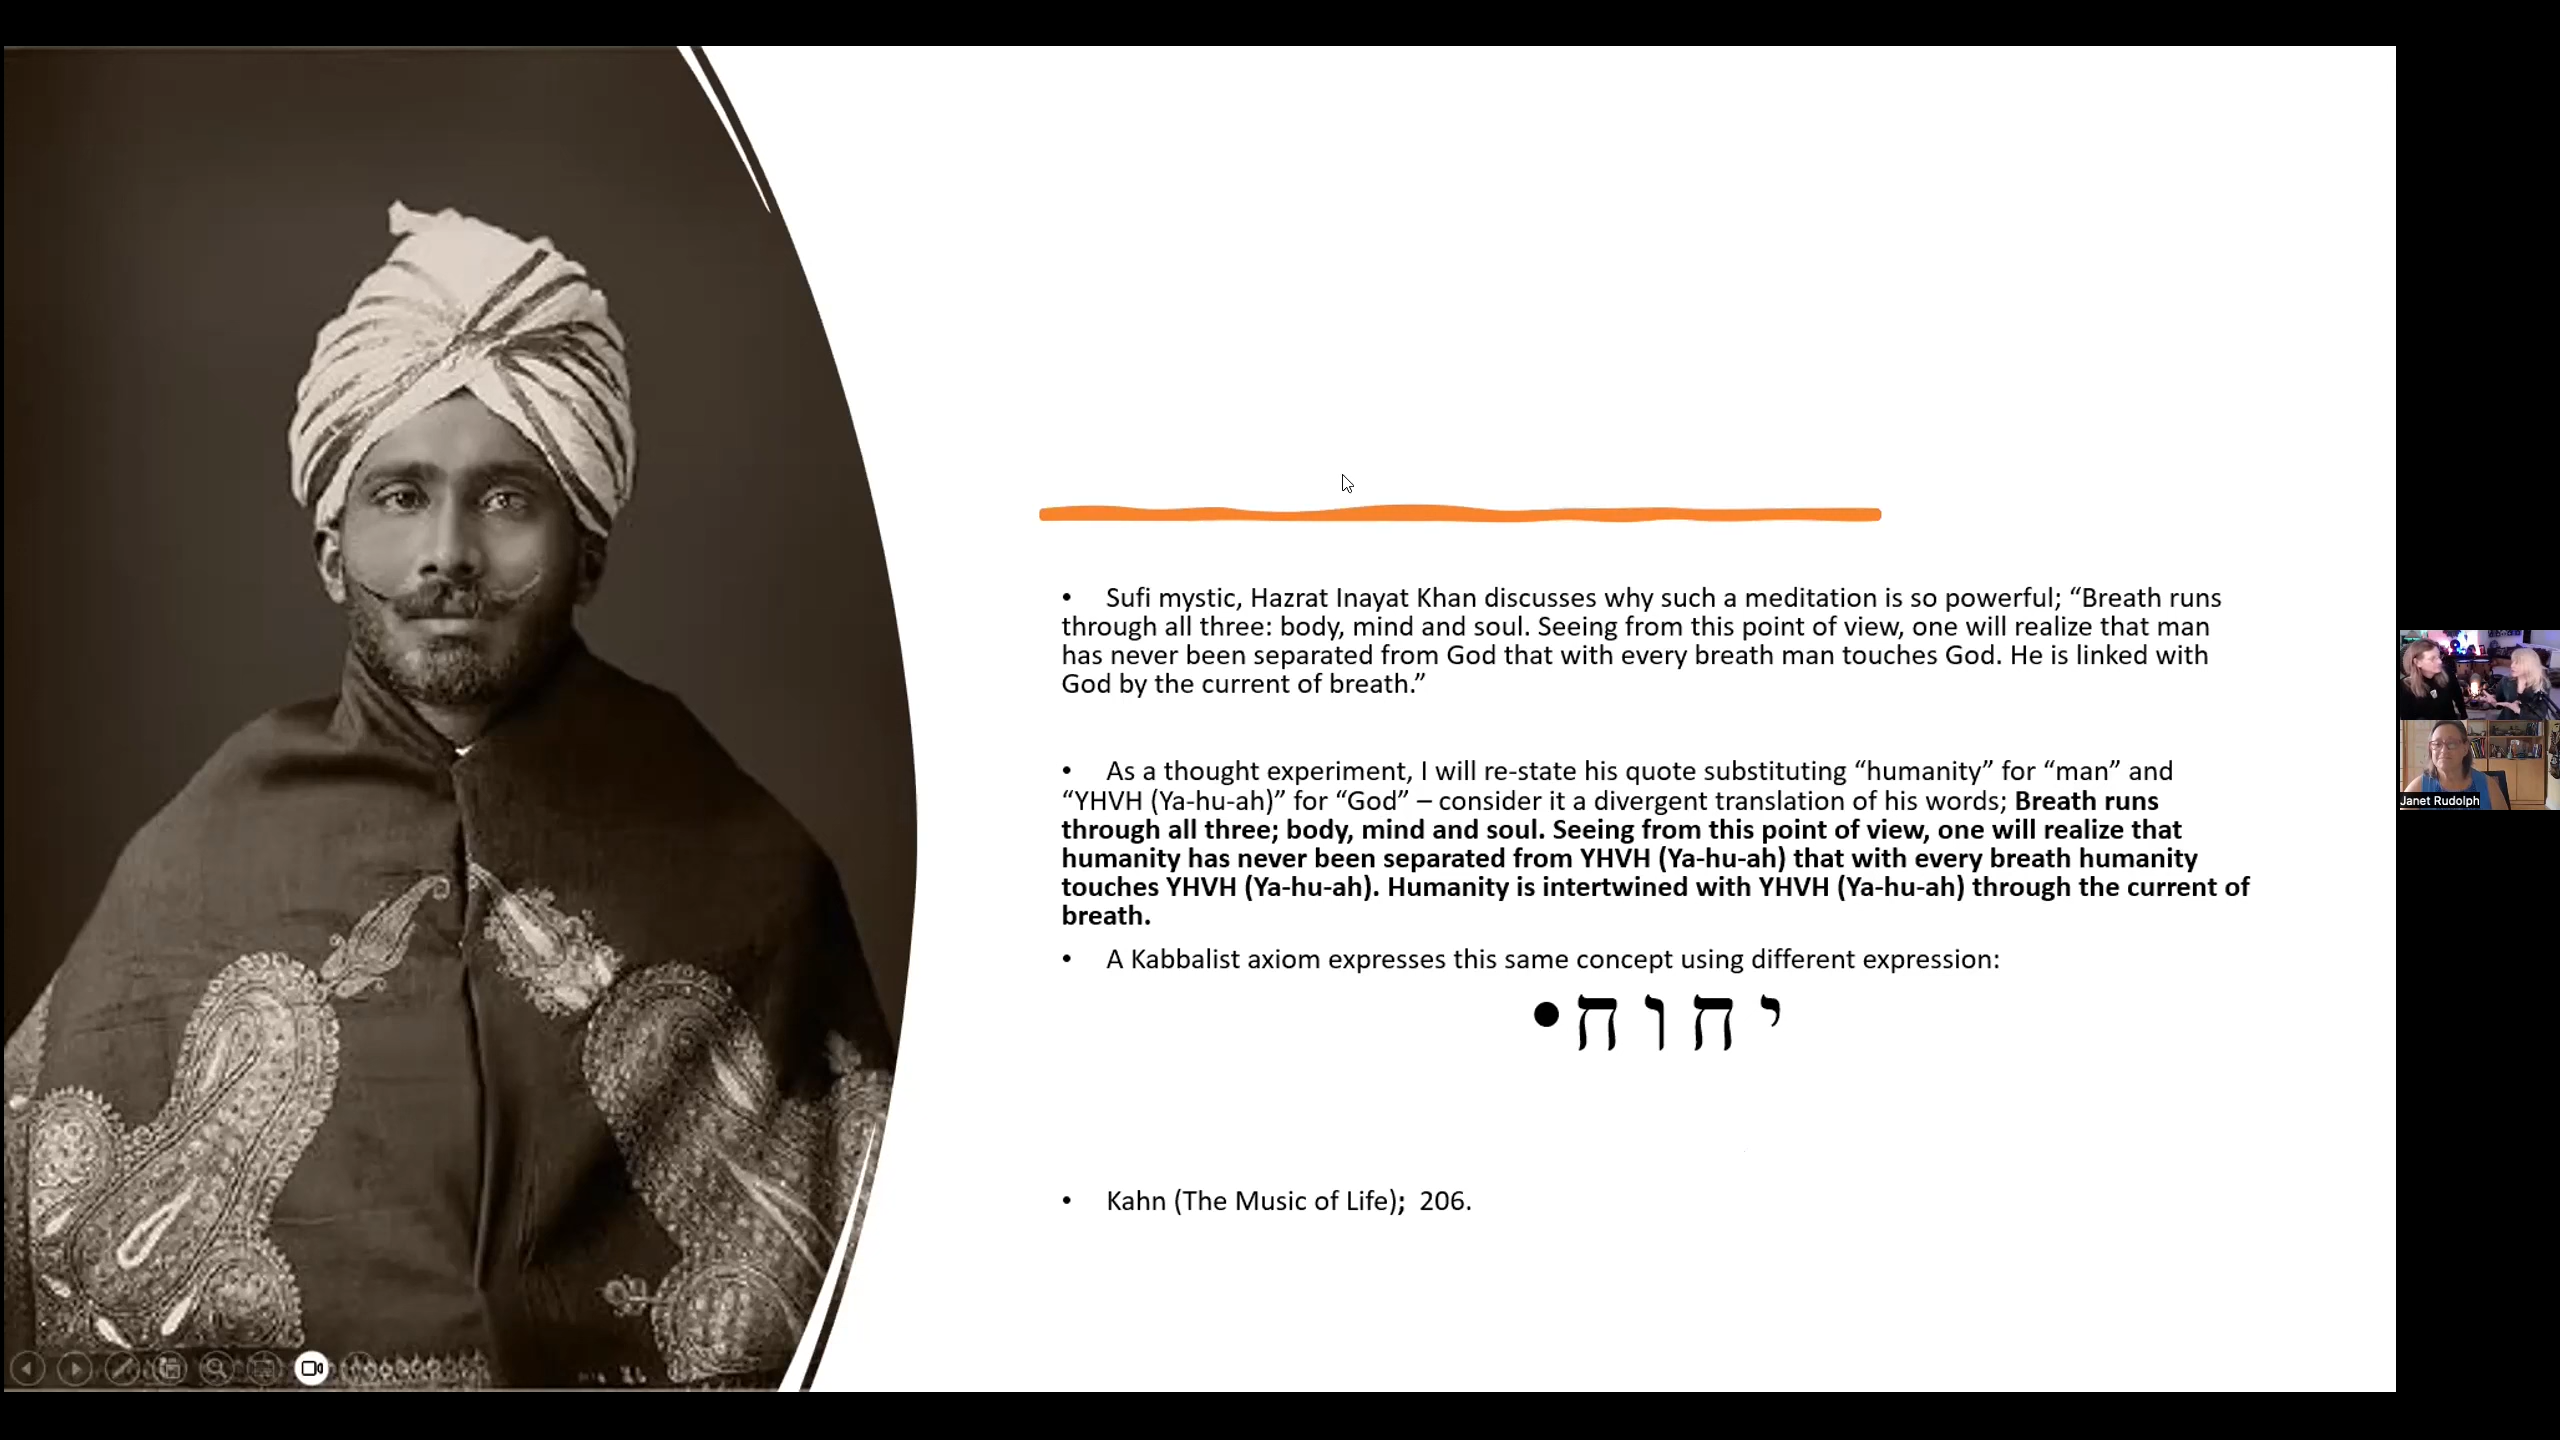 • Sufi mystic, Hazrat Inayat Khan discusses why such a meditation is so powerful; “Breath runs
through all three: body, mind and soul. Seeing from this point of view, one will realize that man
has never been separated from God that with every breath man touches God. He is linked with
God by the current of breath.”
• As a thought experiment, I will re-state his quote substituting “humanity” for “man” and
“YHVH (Ya-hu-ah)” for “God” – consider it a divergent translation of his words; Breath runs
through all three; body, mind and soul. Seeing from this point of view, one will realize that
humanity has never been separated from YHVH (Ya-hu-ah) that with every breath humanity
touches YHVH (Ya-hu-ah). Humanity is intertwined with YHVH (Ya-hu-ah) through the current of
breath.
• A Kabbalist axiom expresses this same concept using different expression:
י ח ו ח•
• Kahn (The Music of Life); 206.
Janet Rudolph